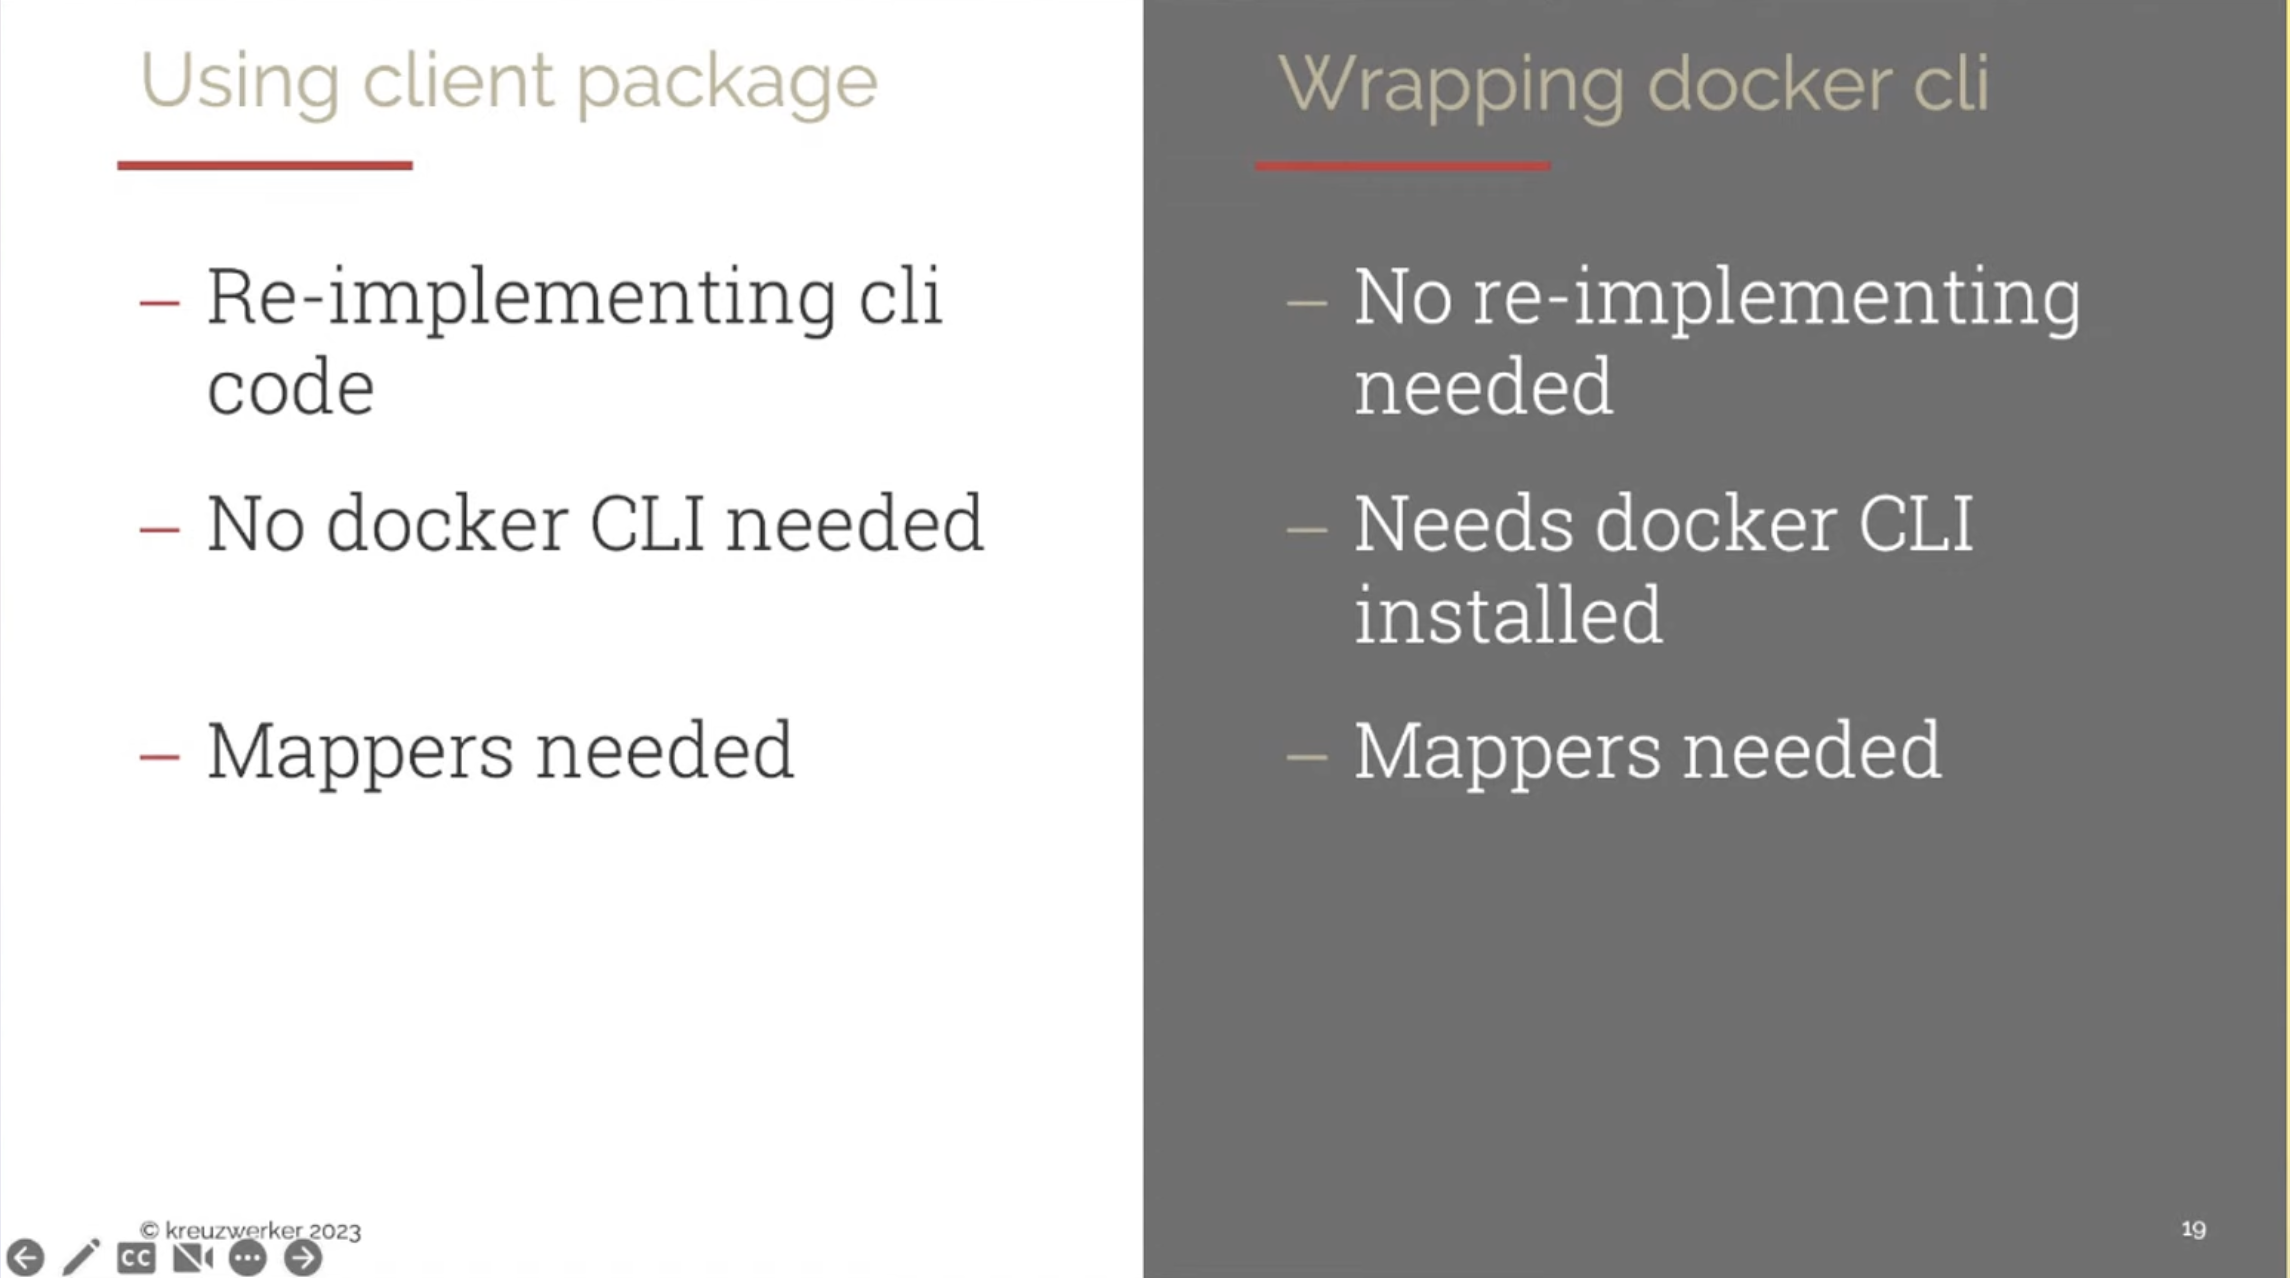 Using client package
Re-implementing cli
code
No docker CLI needed
Mappers needed
Wrapping docker cli
No re-implementing
needed
Needs docker CLI
installed
Mappers needed
© kreuzwerker 2023
CC
19